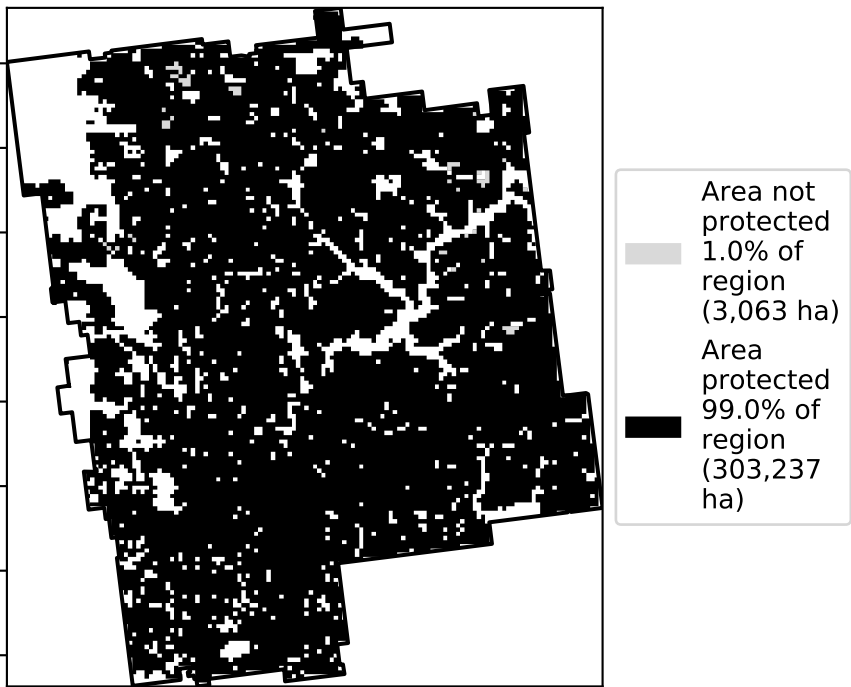 Area not
protected
1.0% of
region
(3,063 ha)
Area
protected
99.0% of
region
(303,237
ha)